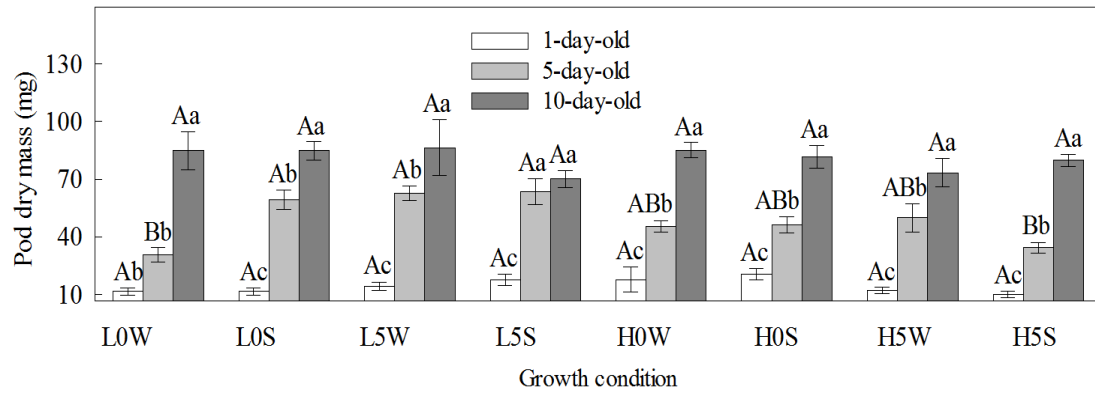 Pod dry mass (mg)
130
100
70
40
10
1-day-old
5-day-old
10-day-old
Ab Bb Aa
Ac Ab Aa
Ac Ab Aa
Ac Aa Aa
Ac ABb Aa
Ac ABb Aa
Ac ABb Aa
Ac Bb Aa
L0W L0S L5W L5S H0W H0S H5W H5S
Growth condition